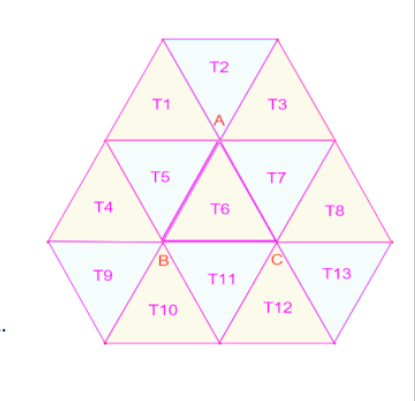 T2
T1 T3
A
T5 T7
T4 T6 T8
B C
T9 T11 T13
T10 T12
..